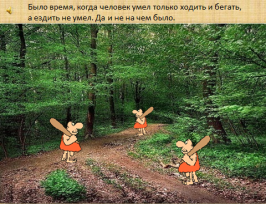 Было время, когда человек умел только ходить и бегать,
а ездить не умел. Да и не на чем было.